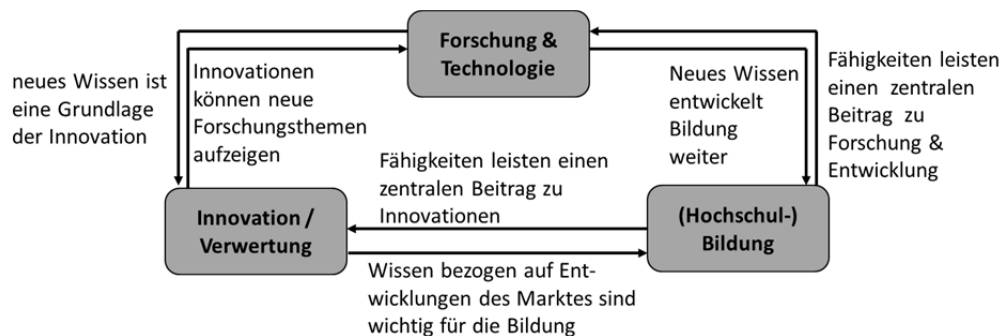 Forschung &
Technologie
neues Wissen ist
eine Grundlage
der Innovation
Innovationen
können neue
Forschungsthemen
aufzeigen
Neues Wissen
entwickelt
Bildung
weiter
Fähigkeiten leisten
einen zentralen
Beitrag zu
Forschung &
Entwicklung
Fähigkeiten leisten einen
zentralen Beitrag zu
Innovationen
Innovation /
Verwertung
(Hochschul-)
Bildung
Wissen bezogen auf Ent-
wicklungen des Marktes sind
wichtig für die Bildung